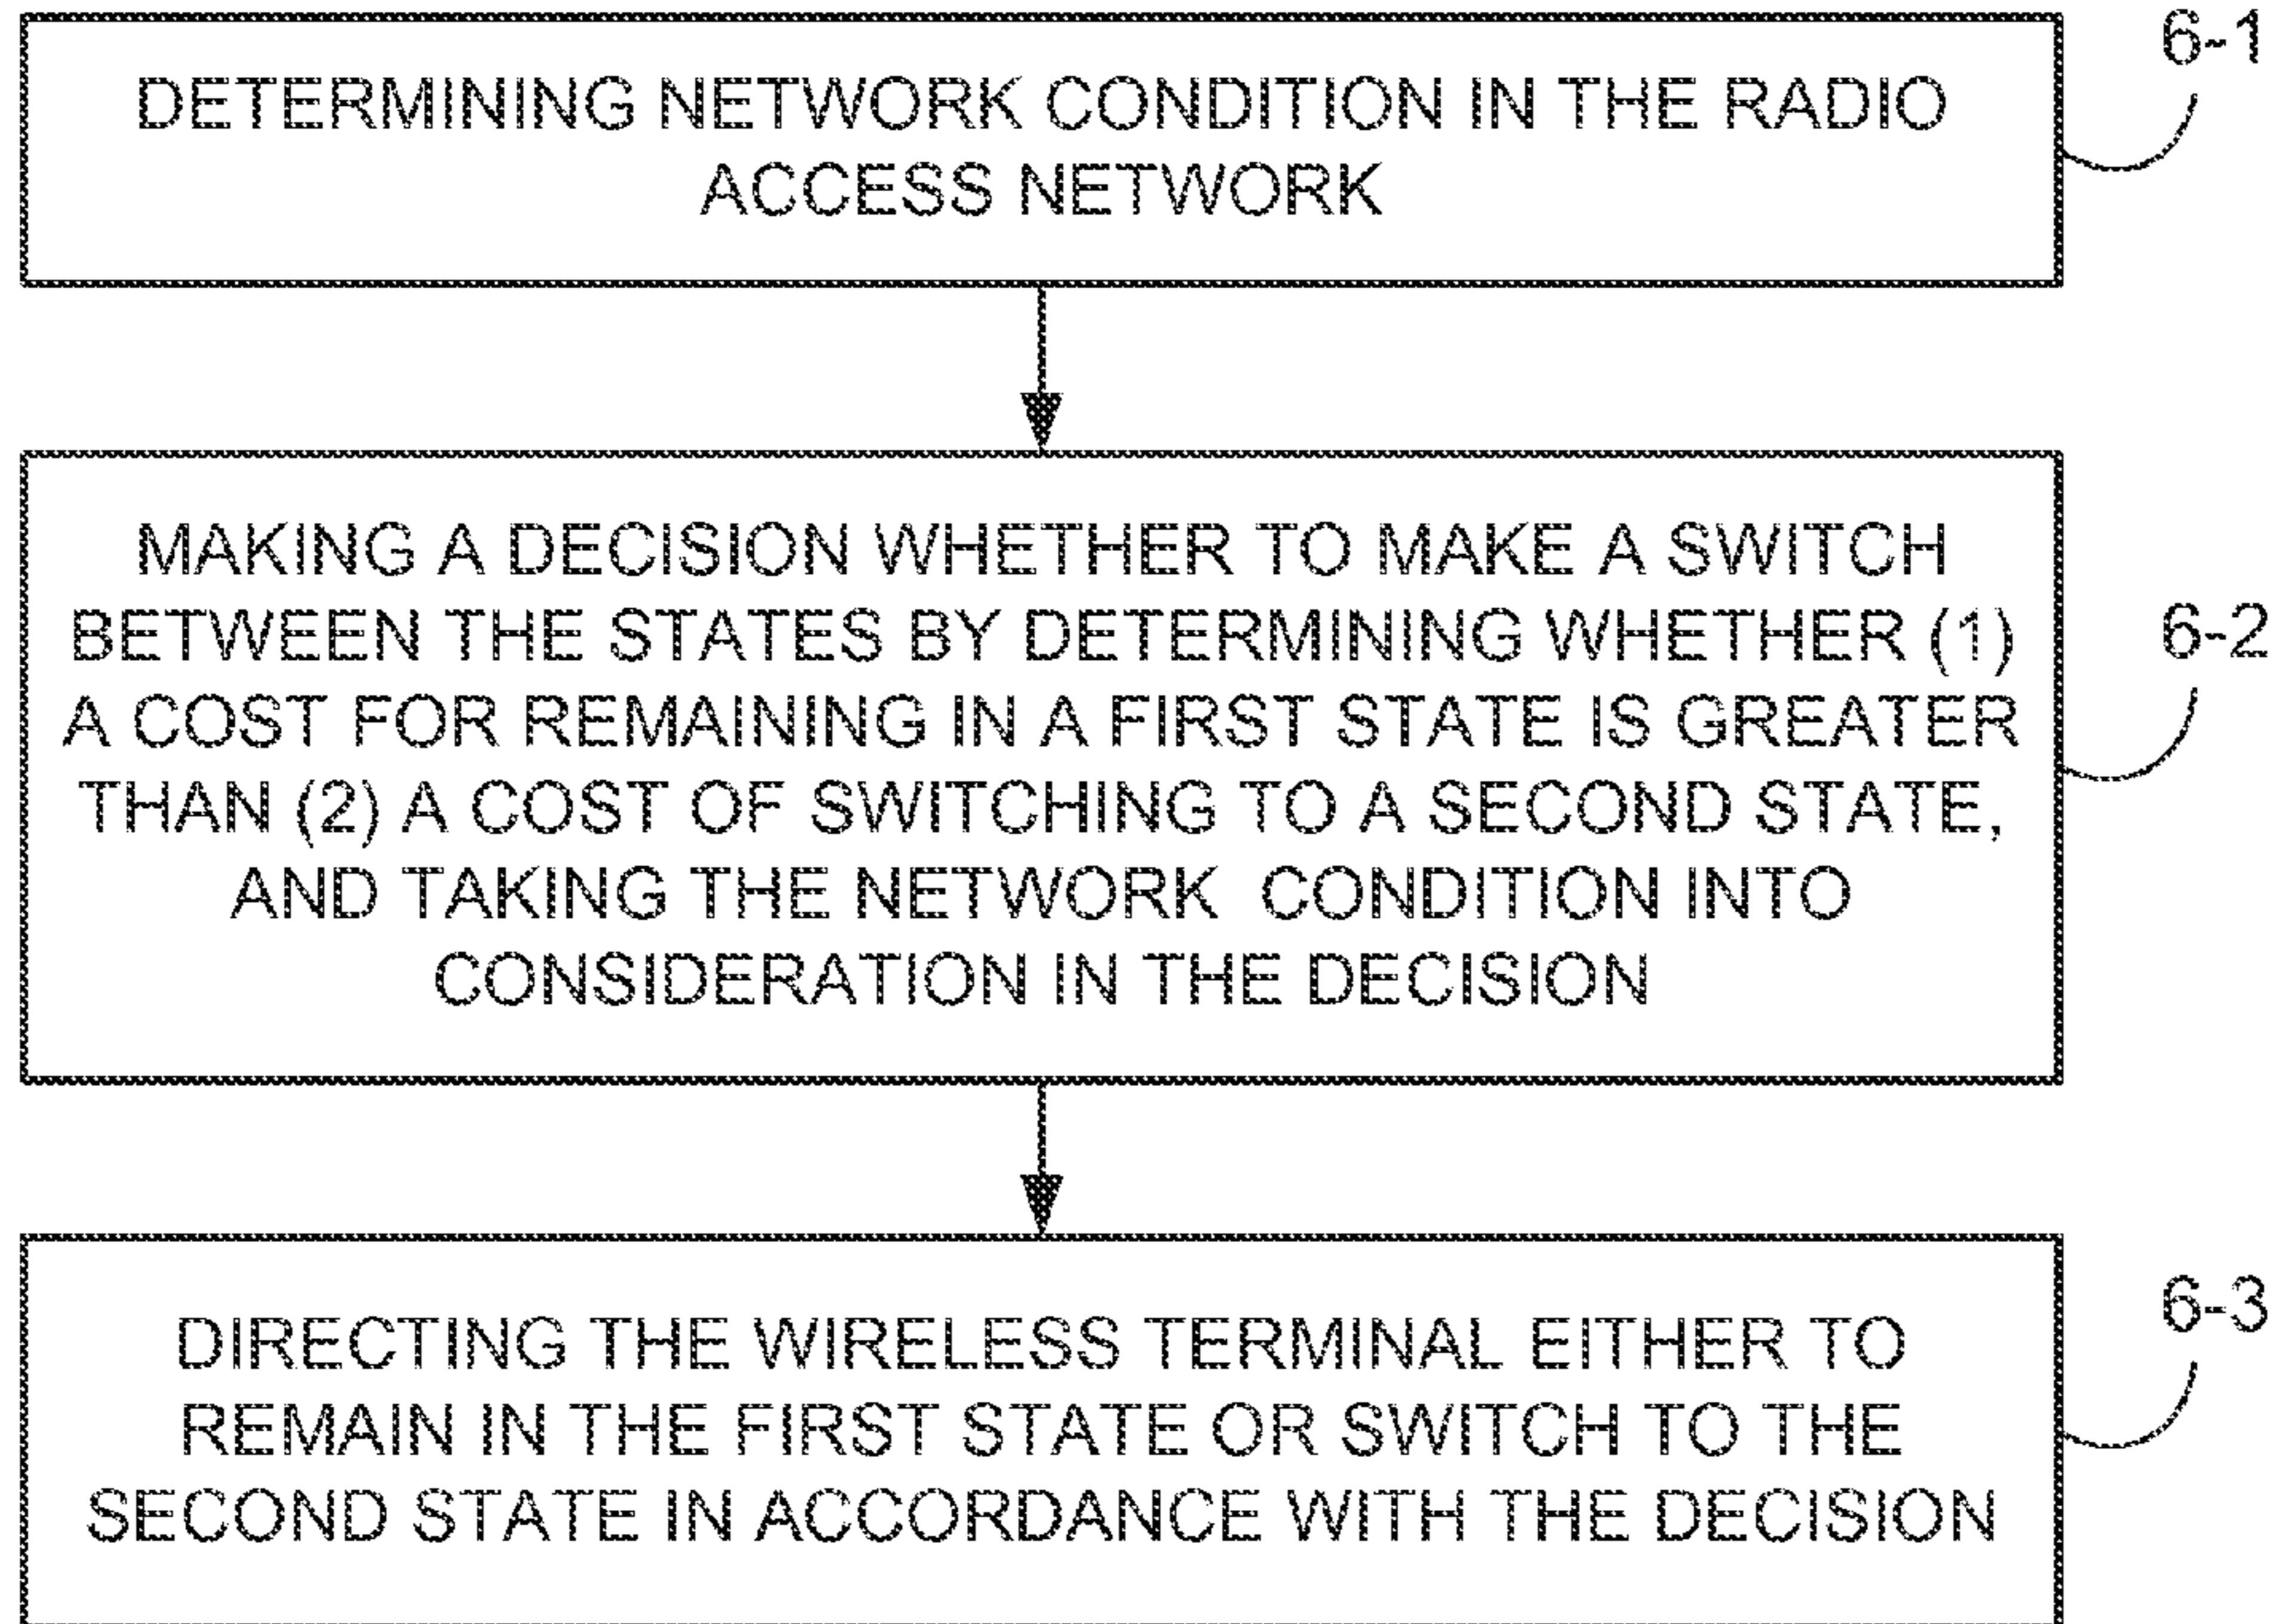 6-1
DETERMINING NETWORK CONDITION IN THE RADIO
ACCESS NETWORK
MAKING A DECISION WHETHER TO MAKE A SWITCH
BETWEEN THE STATES BY DETERMINING WHETHER (1)
6-2
A COST FOR REMAINING IN A FIRST STATE IS GREATER
THAN (2) A COST OF SWITCHING TO A SECOND STATE,
AND TAKING THE NETWORK CONDITION INTO
CONSIDERATION IN THE DECISION
6-3
DIRECTING THE WIRELESS TERMINAL EITHER TO
REMAIN IN THE FIRST STATE OR SWITCH TO THE
SECOND STATE IN ACCORDANCE WITH THE DECISION